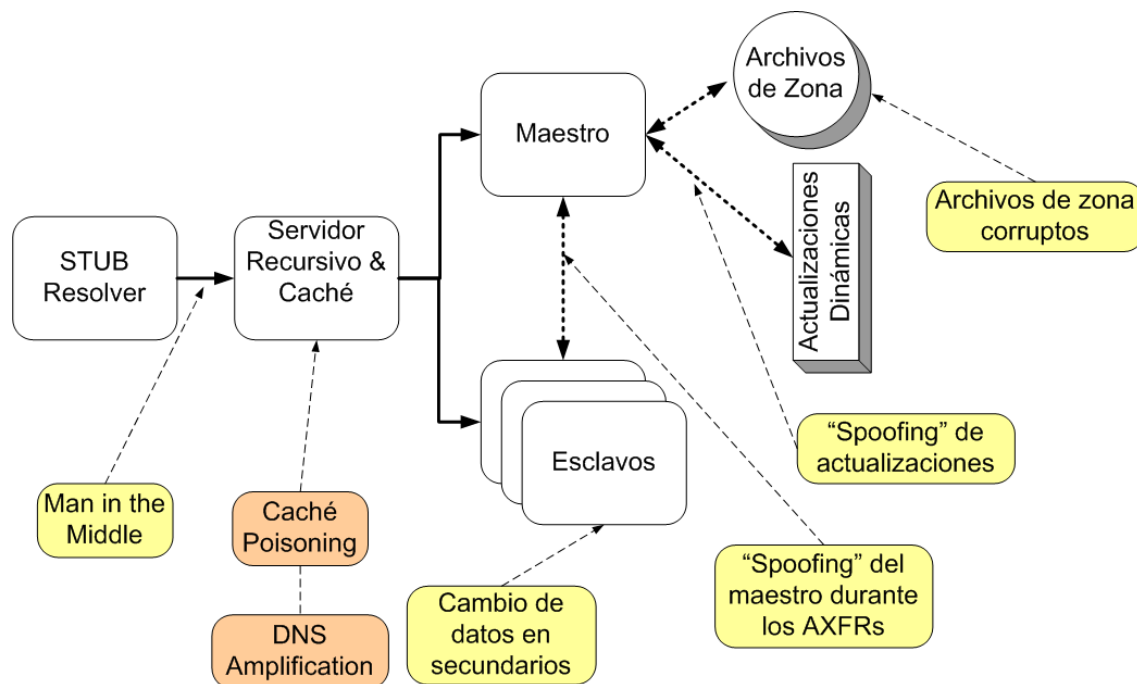 Archivos
de Zona
Maestro
Archivos de zona
corruptos
Actualizaciones
Dinámicas
STUB
Resolver
Servidor
Recursivo &
Caché
Esclavos
“Spoofing” de
actualizaciones
Man in the
Middle
Caché
Poisoning
“Spoofing” del
maestro durante
los AXFRs
Cambio de
datos en
secundarios
DNS
Amplification